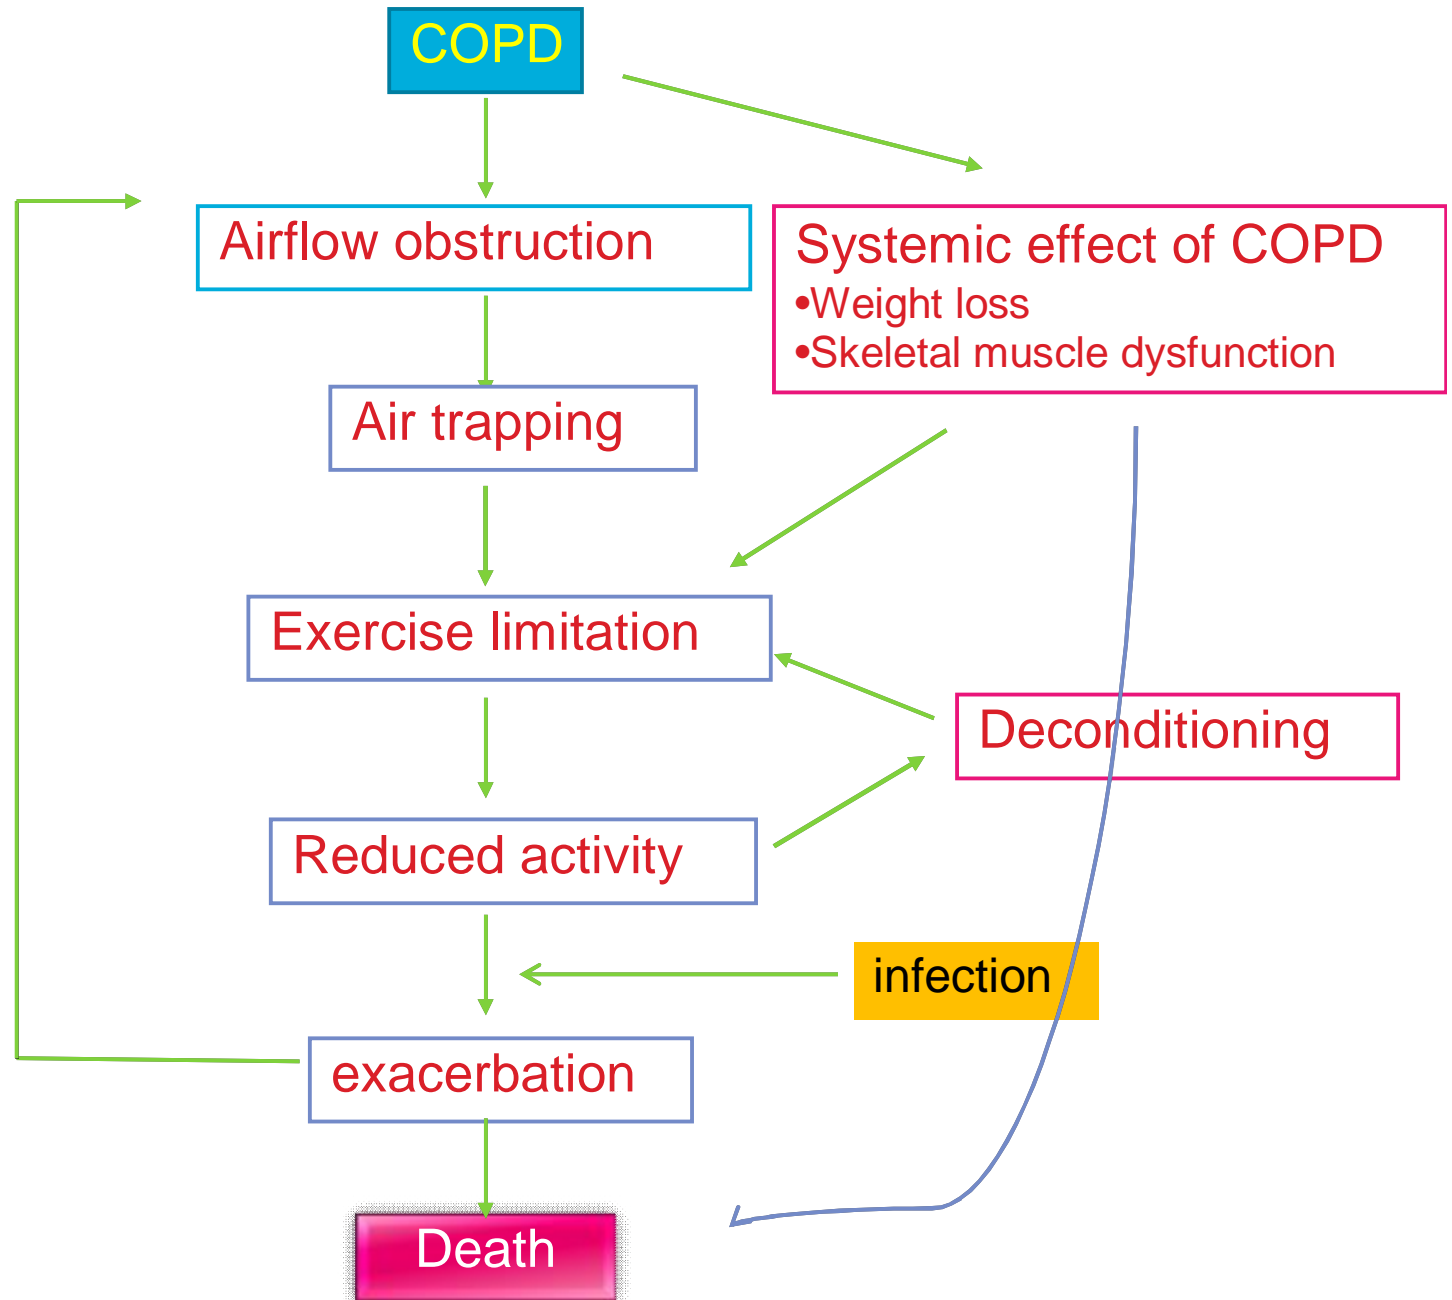 COPD
Airflow obstruction
Systemic effect of COPD
•Weight loss
•Skeletal muscle dysfunction
Air trapping
Exercise limitation
Deconditioning
Reduced activity
infection
exacerbation
Death